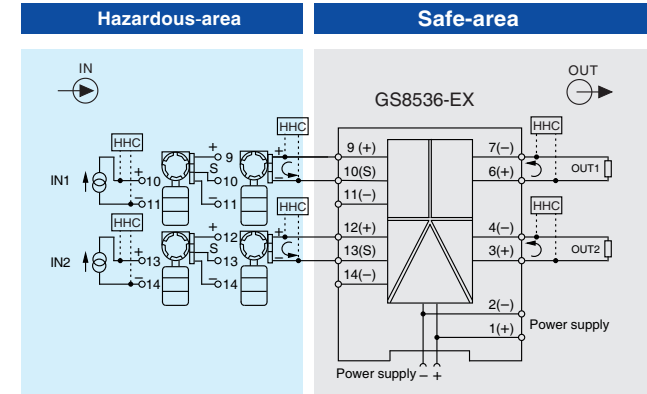 Hazardous-area
Safe-area
IN
OUT
GS8536-EX
HHC
HHC
HHC
HHC
HHC
HHC
IN1
+
10
−
11
+
9
S
10
−
11
+
−
IN2
+
13
−
14
+
12
S
13
−
14
+
−
9 (+)
10(S)
11(−)
12(+)
13(S)
14(−)
7(−)
6(+)
OUT1
4(−)
3(+)
OUT2
2(−)
1(+)
Power supply
Power supply − +